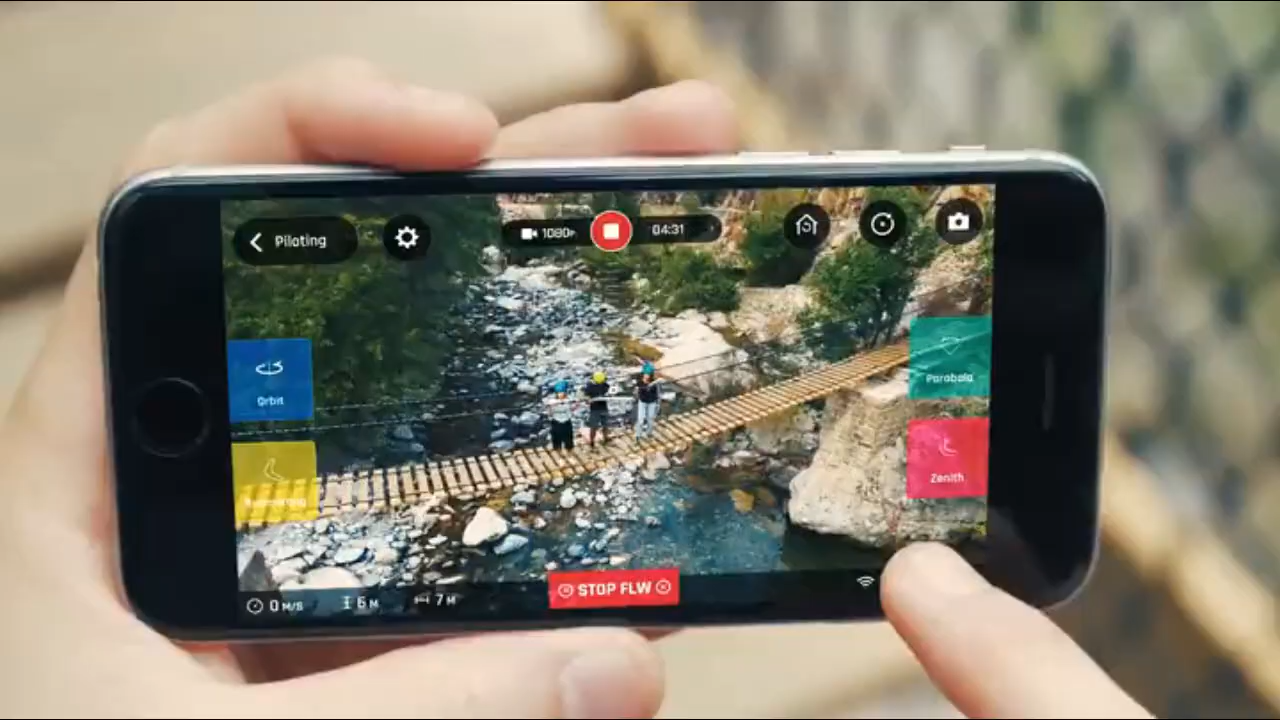 Piloting
1080p
04:31
Orbit
Parabola
Zenith
STOP FLW
0 M/S
6 M
7 M